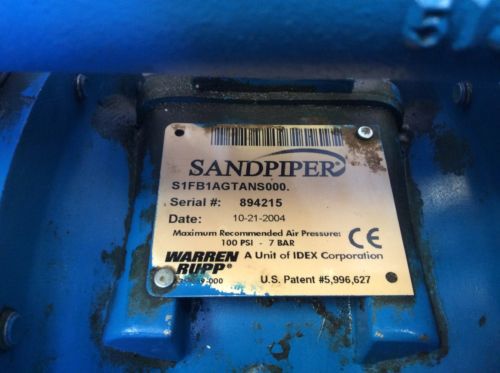 SANDPIPER®
S1FB1AGTANS000.
Serial #: 894215
Date: 10-21-2004
Maximum Recommended Air Pressure:
100 PSI - 7 BAR
CE
WARREN RUPP® A Unit of IDEX Corporation
U.S. Patent #5,996,627